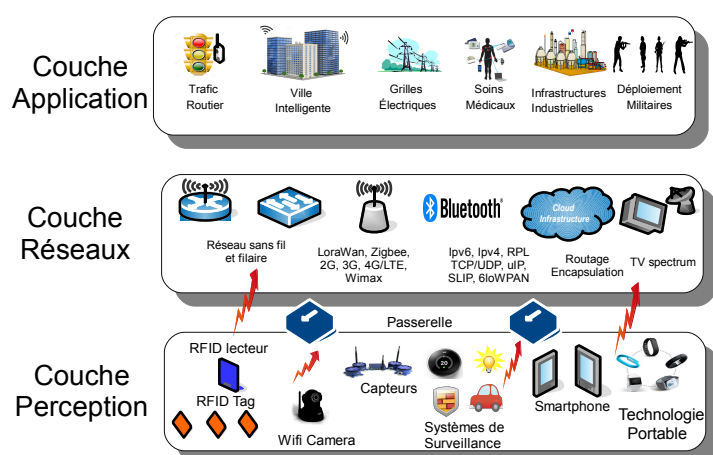 Couche
Application
Trafic
Routier
Ville
Intelligente
Grilles
Électriques
Soins
Médicaux
Infrastructures
Industrielles
Déploiement
Militaires
Couche
Réseaux
Réseau sans fil
et filaire
LoraWan, Zigbee,
2G, 3G, 4G/LTE,
Wimax
Bluetooth
Ipv6, Ipv4, RPL
TCP/UDP, uIP,
SLIP, 6loWPAN
Cloud
Infrastructure
Routage
Encapsulation
TV spectrum
Passerelle
Couche
Perception
RFID lecteur
RFID Tag
Wifi Camera
Capteurs
20
Systèmes de
Surveillance
Smartphone
Technologie
Portable